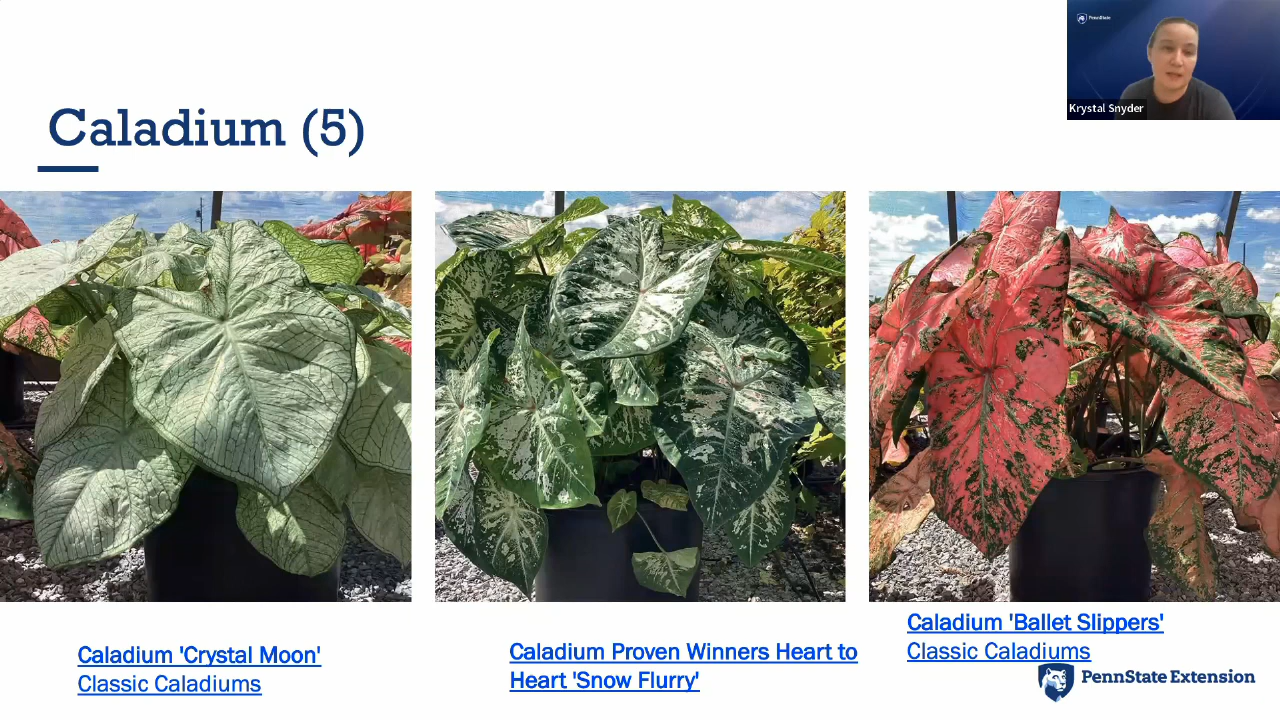 PennState
Krystal Snyder
Caladium (5)
Caladium 'Crystal Moon'
Classic Caladiums
Caladium Proven Winners Heart to
Heart 'Snow Flurry'
Caladium 'Ballet Slippers'
Classic Caladiums
PennState Extension